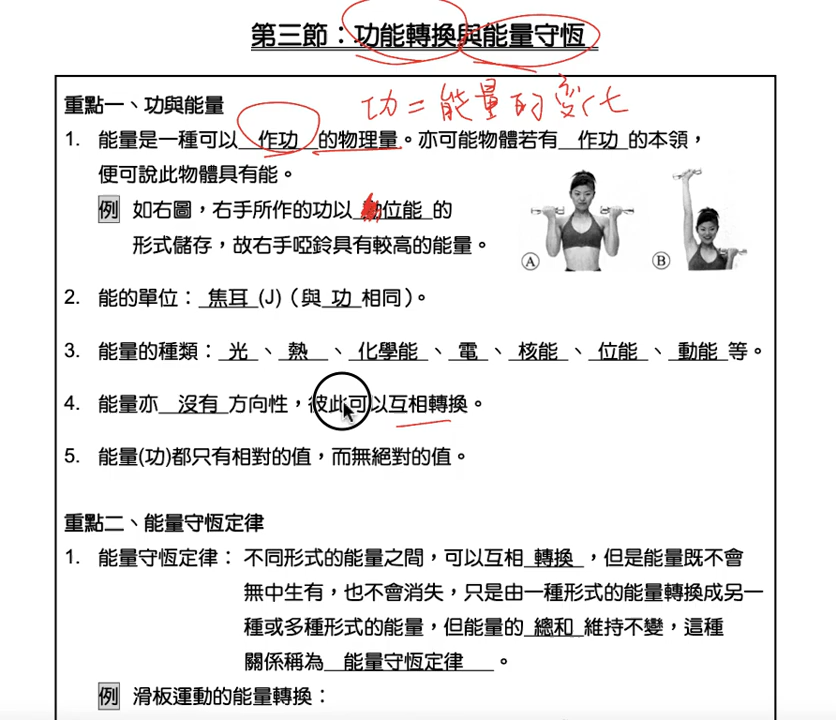 第三節：功能轉換與能量守恆
重點一、功與能量
功=能量的變化
1. 能量是一種可以 作功 的物理量。亦可能物體若有 作功 的本領，
便可說此物體具有能。
例 如右圖，右手所作的功以 位能 的
形式儲存，故右手啞鈴具有較高的能量。
Ⓐ Ⓑ
2. 能的單位：焦耳 (J)（與 功 相同）。
3. 能量的種類：光 、 熱 、 化學能 、 電 、 核能 、 位能 、 動能 等。
4. 能量亦 沒有 方向性，彼此可以互相轉換。
5. 能量(功)都只有相對的值，而無絕對的值。
重點二、能量守恆定律
1. 能量守恆定律： 不同形式的能量之間，可以互相 轉換 ，但是能量既不會
無中生有，也不會消失，只是由一種形式的能量轉換成另一
種或多種形式的能量，但能量的 總和 維持不變，這種
關係稱為 能量守恆定律 。
例 滑板運動的能量轉換：